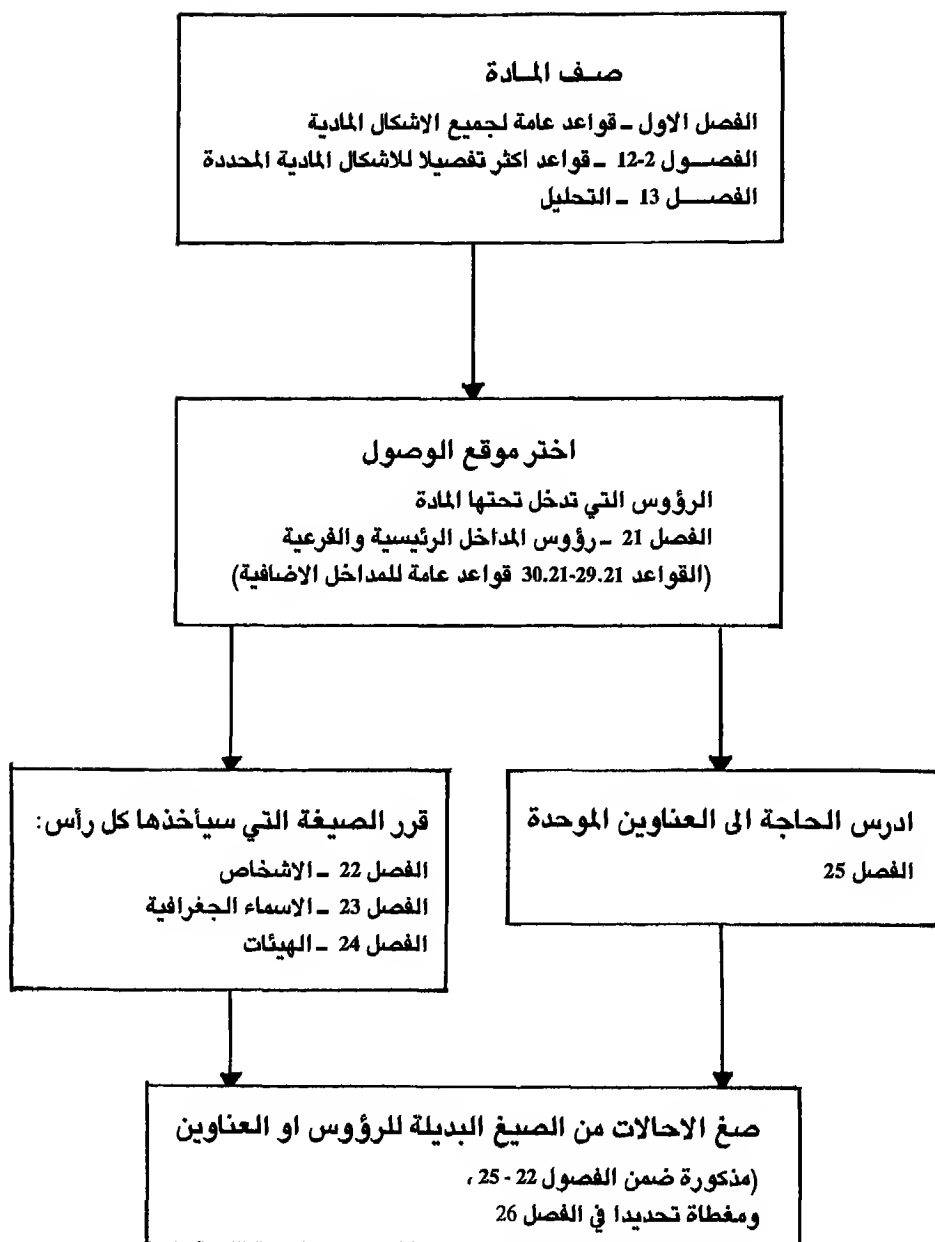 صف المادة
الفصل الاول - قواعد عامة لجميع الاشكال المادية
الفصول 2-12 - قواعد اكثر تفصيلا للاشكال المادية المحددة
الفصل 13 - التحليل
اختر موقع الوصول
الرؤوس التي تدخل تحتها المادة
الفصل 21 - رؤوس المداخل الرئيسية والفرعية
(القواعد 29.21-30.21 قواعد عامة للمداخل الاضافية)
قرر الصيغة التي سيأخذها كل رأس:
الفصل 22 - الاشخاص
الفصل 23 - الاسماء الجغرافية
الفصل 24 - الهيئات
ادرس الحاجة الى العناوين الموحدة
الفصل 25
صغ الاحالات من الصيغ البديلة للرؤوس او العناوين
(مذكورة ضمن الفصول 22 - 25،
ومغطاة تحديدا في الفصل 26